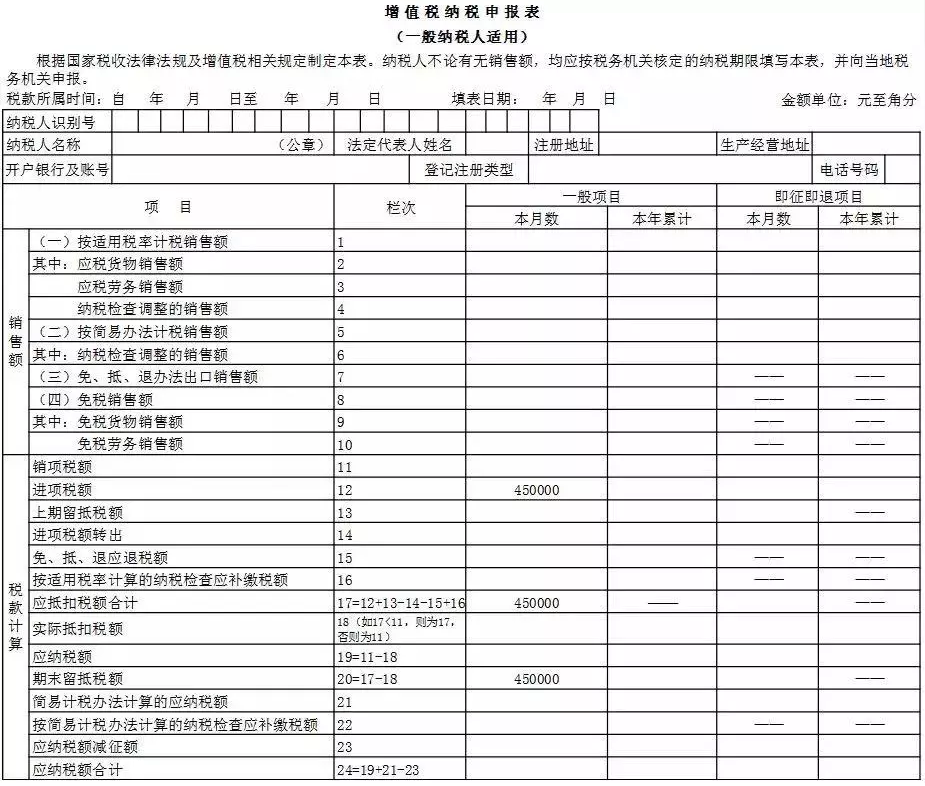 增值税纳税申报表
（一般纳税人适用）
根据国家税收法律法规及增值税相关规定制定本表。纳税人不论有无销售额，均应按税务机关核定的纳税期限填写本表，并向当地税
务机关申报。
税款所属时间：自 年 月 日至 年 月 日 填表日期： 年 月 日 金额单位：元至角分
纳税人识别号
纳税人名称 （公章） 法定代表人姓名 注册地址 生产经营地址
开户银行及账号 登记注册类型 电话号码
项 目 栏次 一般项目 即征即退项目
本月数 本年累计 本月数 本年累计
销售额
（一）按适用税率计税销售额 1
其中：应税货物销售额 2
应税劳务销售额 3
纳税检查调整的销售额 4
（二）按简易办法计税销售额 5
其中：纳税检查调整的销售额 6
（三）免、抵、退办法出口销售额 7 —— ——
（四）免税销售额 8 —— ——
其中：免税货物销售额 9 —— ——
免税劳务销售额 10 —— ——
税款计算
销项税额 11
进项税额 12 450000
上期留抵税额 13 ——
进项税额转出 14
免、抵、退应退税额 15 —— ——
按适用税率计算的纳税检查应补缴税额 16 —— ——
应抵扣税额合计 17=12+13-14-15+16 450000 —— ——
实际抵扣税额 18（如17<11，则为17，
否则为11）
应纳税额 19=11-18
期末留抵税额 20=17-18 450000 ——
简易计税办法计算的应纳税额 21
按简易计税办法计算的纳税检查应补缴税额 22 —— ——
应纳税额减征额 23
应纳税额合计 24=19+21-23